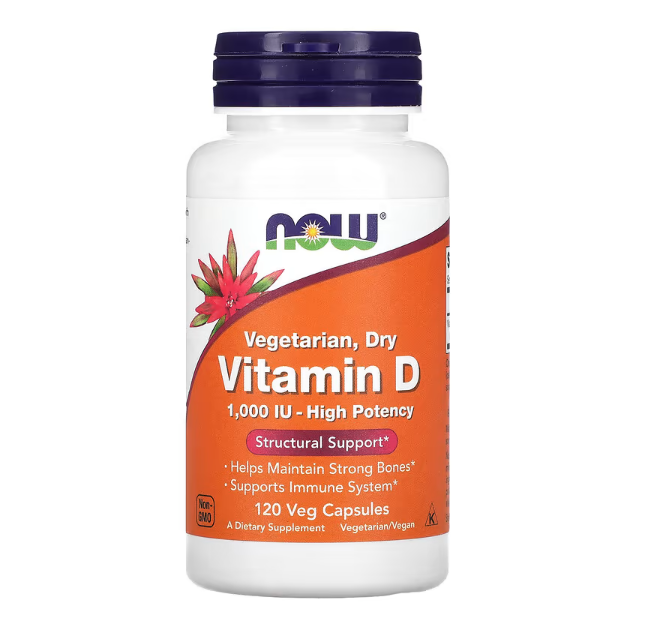 now®
Vegetarian, Dry
Vitamin D
1,000 IU - High Potency
Structural Support*
· Helps Maintain Strong Bones*
· Supports Immune System*
120 Veg Capsules
Non-
GMO
A Dietary Supplement Vegetarian/Vegan
K